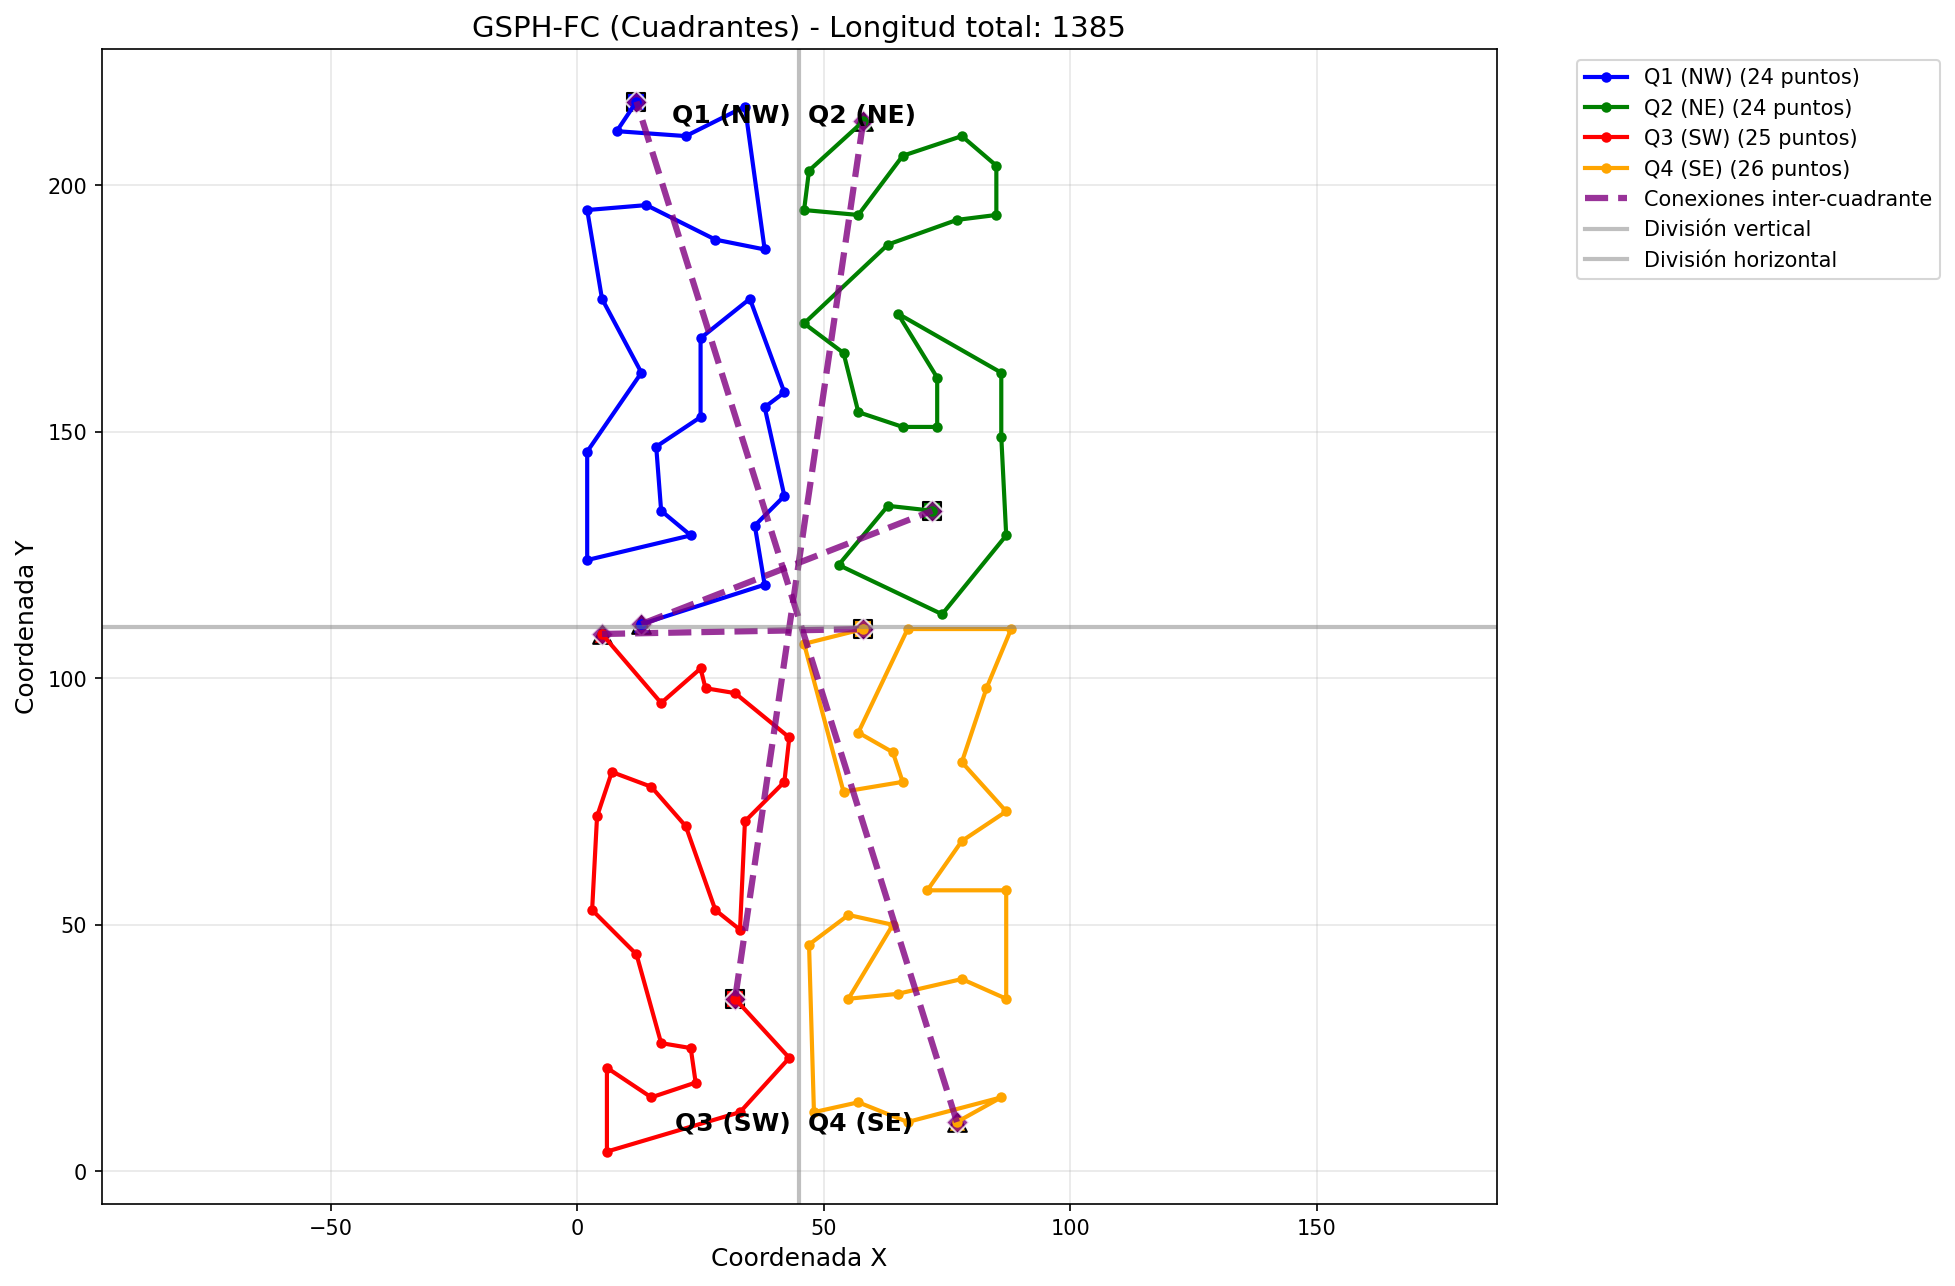 GSPH-FC (Cuadrantes) - Longitud total: 1385
Q1 (NW) (24 puntos)
Q2 (NE) (24 puntos)
Q3 (SW) (25 puntos)
Q4 (SE) (26 puntos)
Conexiones inter-cuadrante
División vertical
División horizontal
Q1 (NW) Q2 (NE)
200
150
100
50
0
Coordenada Y
Q3 (SW) Q4 (SE)
−50 0 50 100 150
Coordenada X